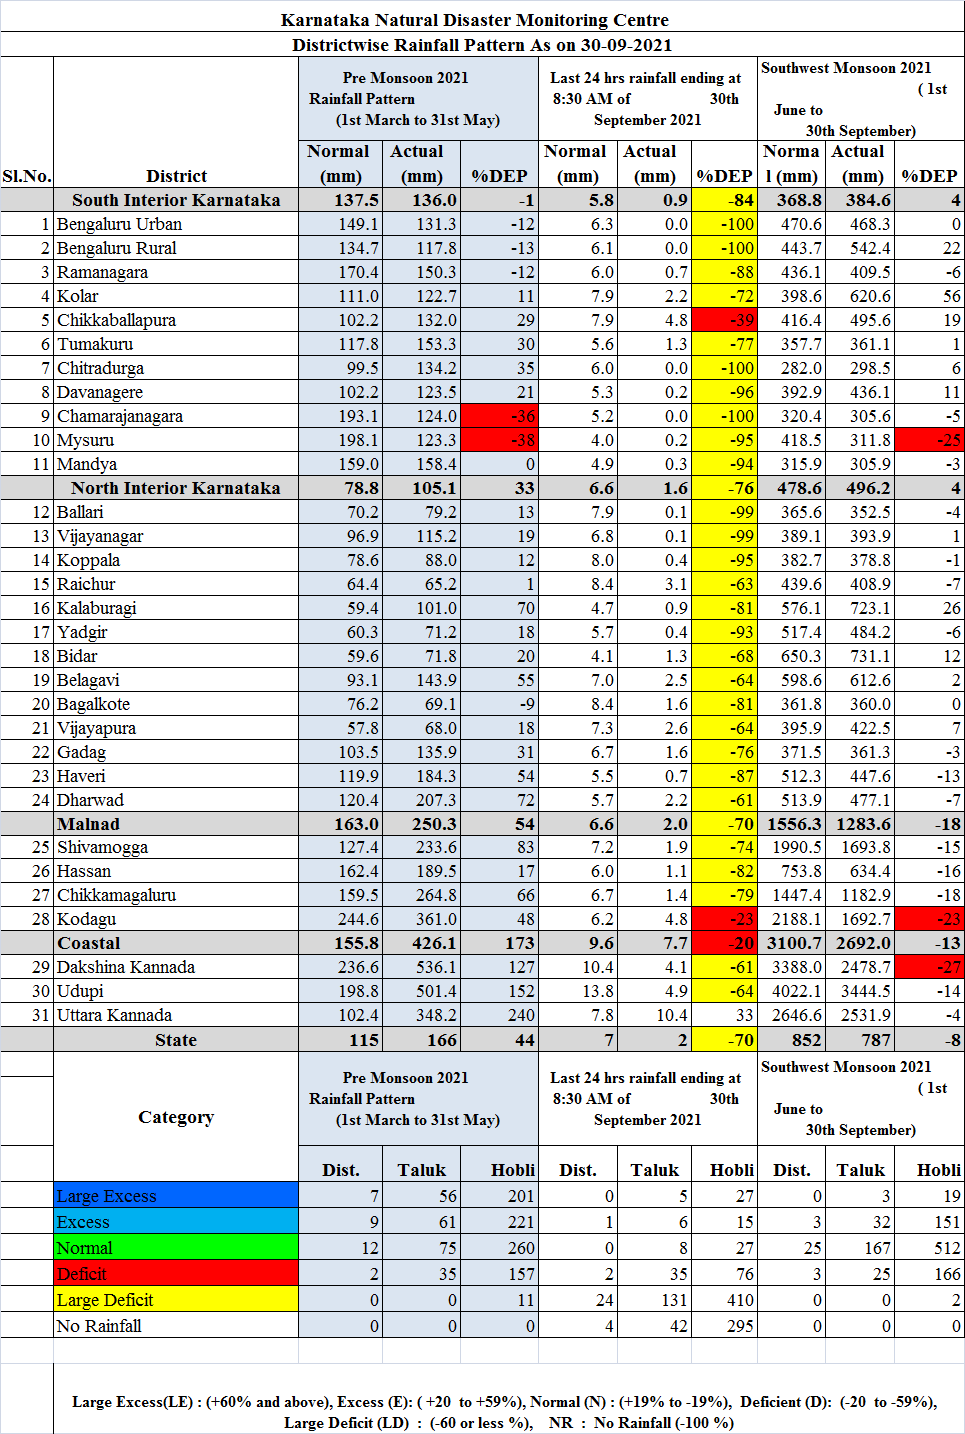 Karnataka Natural Disaster Monitoring Centre
Districtwise Rainfall Pattern As on 30-09-2021
Sl.No. District Pre Monsoon 2021 Rainfall Pattern (1st March to 31st May) Last 24 hrs rainfall ending at 8:30 AM of 30th September 2021 Southwest Monsoon 2021 ( 1st June to 30th September)
Normal (mm) Actual (mm) %DEP Normal (mm) Actual (mm) %DEP Normal (mm) Actual (mm) %DEP
South Interior Karnataka 137.5 136.0 -1 5.8 0.9 -84 368.8 384.6 4
1 Bengaluru Urban 149.1 131.3 -12 6.3 0.0 -100 470.6 468.3 0
2 Bengaluru Rural 134.7 117.8 -13 6.1 0.0 -100 443.7 542.4 22
3 Ramanagara 170.4 150.3 -12 6.0 0.7 -88 436.1 409.5 -6
4 Kolar 111.0 122.7 11 7.9 2.2 -72 398.6 620.6 56
5 Chikkaballapura 102.2 132.0 29 7.9 4.8 -39 416.4 495.6 19
6 Tumakuru 117.8 153.3 30 5.6 1.3 -77 357.7 361.1 1
7 Chitradurga 99.5 134.2 35 6.0 0.0 -100 282.0 298.5 6
8 Davanagere 102.2 123.5 21 5.3 0.2 -96 392.9 436.1 11
9 Chamarajanagara 193.1 124.0 -36 5.2 0.0 -100 320.4 305.6 -5
10 Mysuru 198.1 123.3 -38 4.0 0.2 -95 418.5 311.8 -25
11 Mandya 159.0 158.4 0 4.9 0.3 -94 315.9 305.9 -3
North Interior Karnataka 78.8 105.1 33 6.6 1.6 -76 478.6 496.2 4
12 Ballari 70.2 79.2 13 7.9 0.1 -99 365.6 352.5 -4
13 Vijayanagar 96.9 115.2 19 6.8 0.1 -99 389.1 393.9 1
14 Koppala 78.6 88.0 12 8.0 0.4 -95 382.7 378.8 -1
15 Raichur 64.4 65.2 1 8.4 3.1 -63 439.6 408.9 -7
16 Kalaburagi 59.4 101.0 70 4.7 0.9 -81 576.1 723.1 26
17 Yadgir 60.3 71.2 18 5.7 0.4 -93 517.4 484.2 -6
18 Bidar 59.6 71.8 20 4.1 1.3 -68 650.3 731.1 12
19 Belagavi 93.1 143.9 55 7.0 2.5 -64 598.6 612.6 2
20 Bagalkote 76.2 69.1 -9 8.4 1.6 -81 361.8 360.0 0
21 Vijayapura 57.8 68.0 18 7.3 2.6 -64 395.9 422.5 7
22 Gadag 103.5 135.9 31 6.7 1.6 -76 371.5 361.3 -3
23 Haveri 119.9 184.3 54 5.5 0.7 -87 512.3 447.6 -13
24 Dharwad 120.4 207.3 72 5.7 2.2 -61 513.9 477.1 -7
Malnad 163.0 250.3 54 6.6 2.0 -70 1556.3 1283.6 -18
25 Shivamogga 127.4 233.6 83 7.2 1.9 -74 1990.5 1693.8 -15
26 Hassan 162.4 189.5 17 6.0 1.1 -82 753.8 634.4 -16
27 Chikkamagaluru 159.5 264.8 66 6.7 1.4 -79 1447.4 1182.9 -18
28 Kodagu 244.6 361.0 48 6.2 4.8 -23 2188.1 1692.7 -23
Coastal 155.8 426.1 173 9.6 7.7 -20 3100.7 2692.0 -13
29 Dakshina Kannada 236.6 536.1 127 10.4 4.1 -61 3388.0 2478.7 -27
30 Udupi 198.8 501.4 152 13.8 4.9 -64 4022.1 3444.5 -14
31 Uttara Kannada 102.4 348.2 240 7.8 10.4 33 2646.6 2531.9 -4
State 115 166 44 7 2 -70 852 787 -8
Category Pre Monsoon 2021 Rainfall Pattern (1st March to 31st May) Last 24 hrs rainfall ending at 8:30 AM of 30th September 2021 Southwest Monsoon 2021 ( 1st June to 30th September)
Dist. Taluk Hobli Dist. Taluk Hobli Dist. Taluk Hobli
Large Excess 7 56 201 0 5 27 0 3 19
Excess 9 61 221 1 6 15 3 32 151
Normal 12 75 260 0 8 27 25 167 512
Deficit 2 35 157 2 35 76 3 25 166
Large Deficit 0 0 11 24 131 410 0 0 2
No Rainfall 0 0 0 4 42 295 0 0 0
Large Excess(LE) : (+60% and above), Excess (E): ( +20 to +59%), Normal (N) : (+19% to -19%), Deficient (D): (-20 to -59%),
Large Deficit (LD) : (-60 or less %), NR : No Rainfall (-100 %)